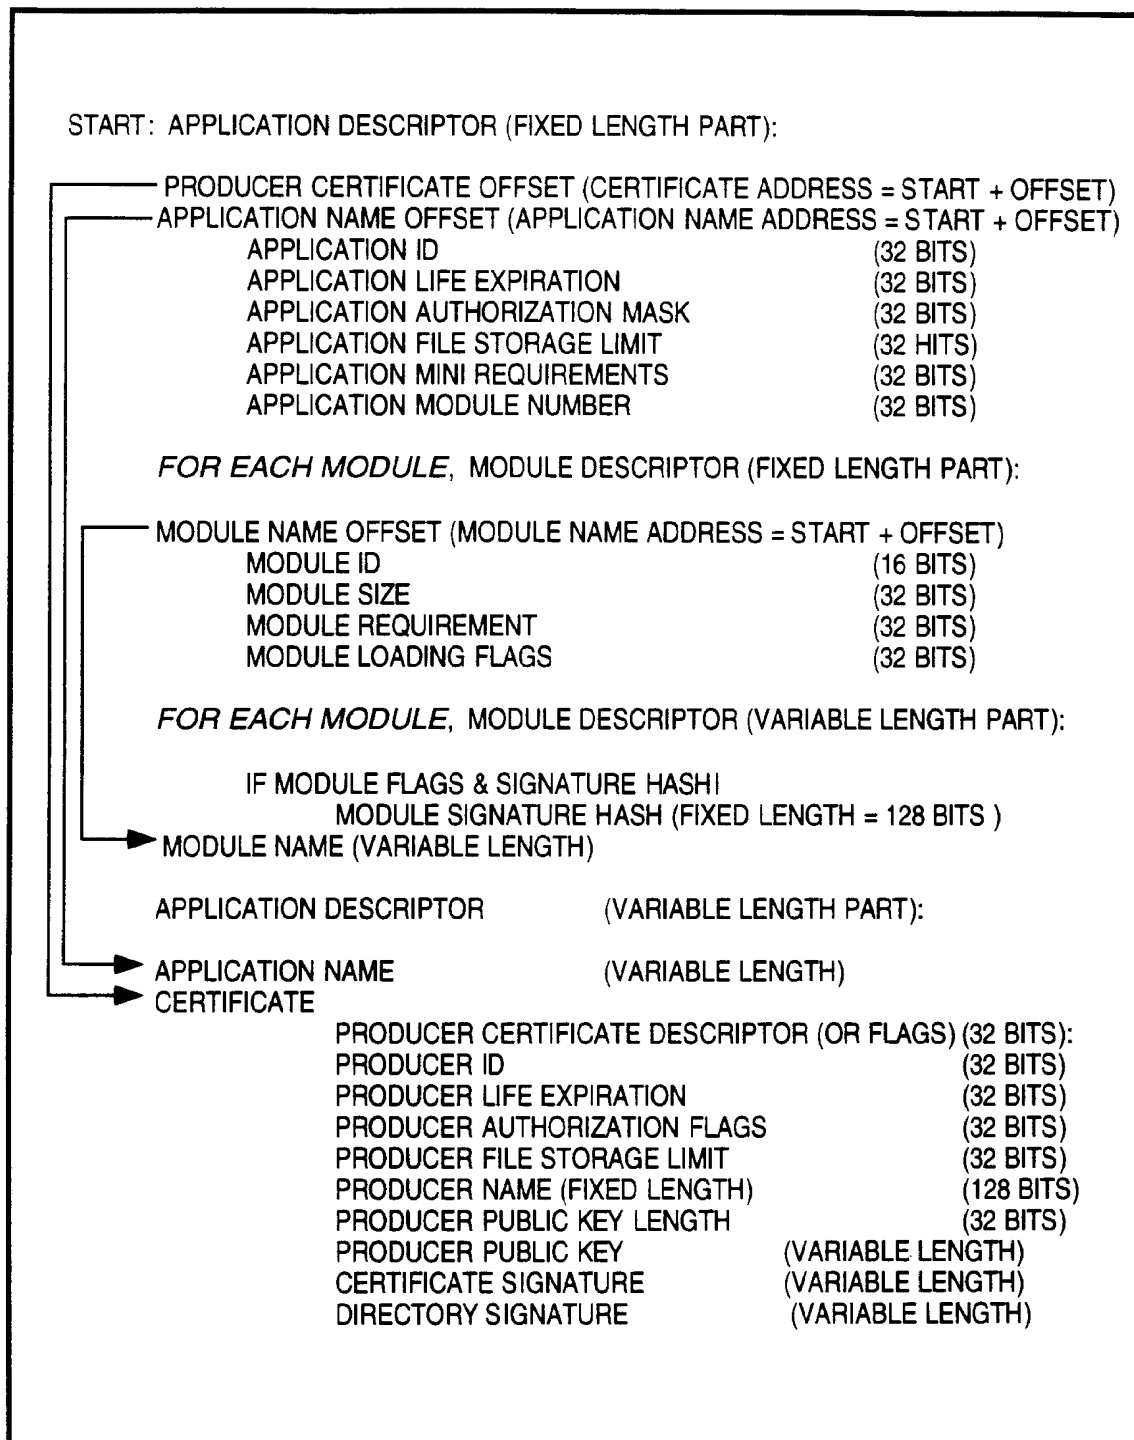 START: APPLICATION DESCRIPTOR (FIXED LENGTH PART):
PRODUCER CERTIFICATE OFFSET (CERTIFICATE ADDRESS = START + OFFSET)
APPLICATION NAME OFFSET (APPLICATION NAME ADDRESS = START + OFFSET)
APPLICATION ID (32 BITS)
APPLICATION LIFE EXPIRATION (32 BITS)
APPLICATION AUTHORIZATION MASK (32 BITS)
APPLICATION FILE STORAGE LIMIT (32 HITS)
APPLICATION MINI REQUIREMENTS (32 BITS)
APPLICATION MODULE NUMBER (32 BITS)
FOR EACH MODULE, MODULE DESCRIPTOR (FIXED LENGTH PART):
MODULE NAME OFFSET (MODULE NAME ADDRESS = START + OFFSET)
MODULE ID (16 BITS)
MODULE SIZE (32 BITS)
MODULE REQUIREMENT (32 BITS)
MODULE LOADING FLAGS (32 BITS)
FOR EACH MODULE, MODULE DESCRIPTOR (VARIABLE LENGTH PART):
IF MODULE FLAGS & SIGNATURE HASH|
MODULE SIGNATURE HASH (FIXED LENGTH = 128 BITS )
MODULE NAME (VARIABLE LENGTH)
APPLICATION DESCRIPTOR (VARIABLE LENGTH PART):
APPLICATION NAME (VARIABLE LENGTH)
CERTIFICATE
PRODUCER CERTIFICATE DESCRIPTOR (OR FLAGS) (32 BITS):
PRODUCER ID (32 BITS)
PRODUCER LIFE EXPIRATION (32 BITS)
PRODUCER AUTHORIZATION FLAGS (32 BITS)
PRODUCER FILE STORAGE LIMIT (32 BITS)
PRODUCER NAME (FIXED LENGTH) (128 BITS)
PRODUCER PUBLIC KEY LENGTH (32 BITS)
PRODUCER PUBLIC KEY (VARIABLE LENGTH)
CERTIFICATE SIGNATURE (VARIABLE LENGTH)
DIRECTORY SIGNATURE (VARIABLE LENGTH)